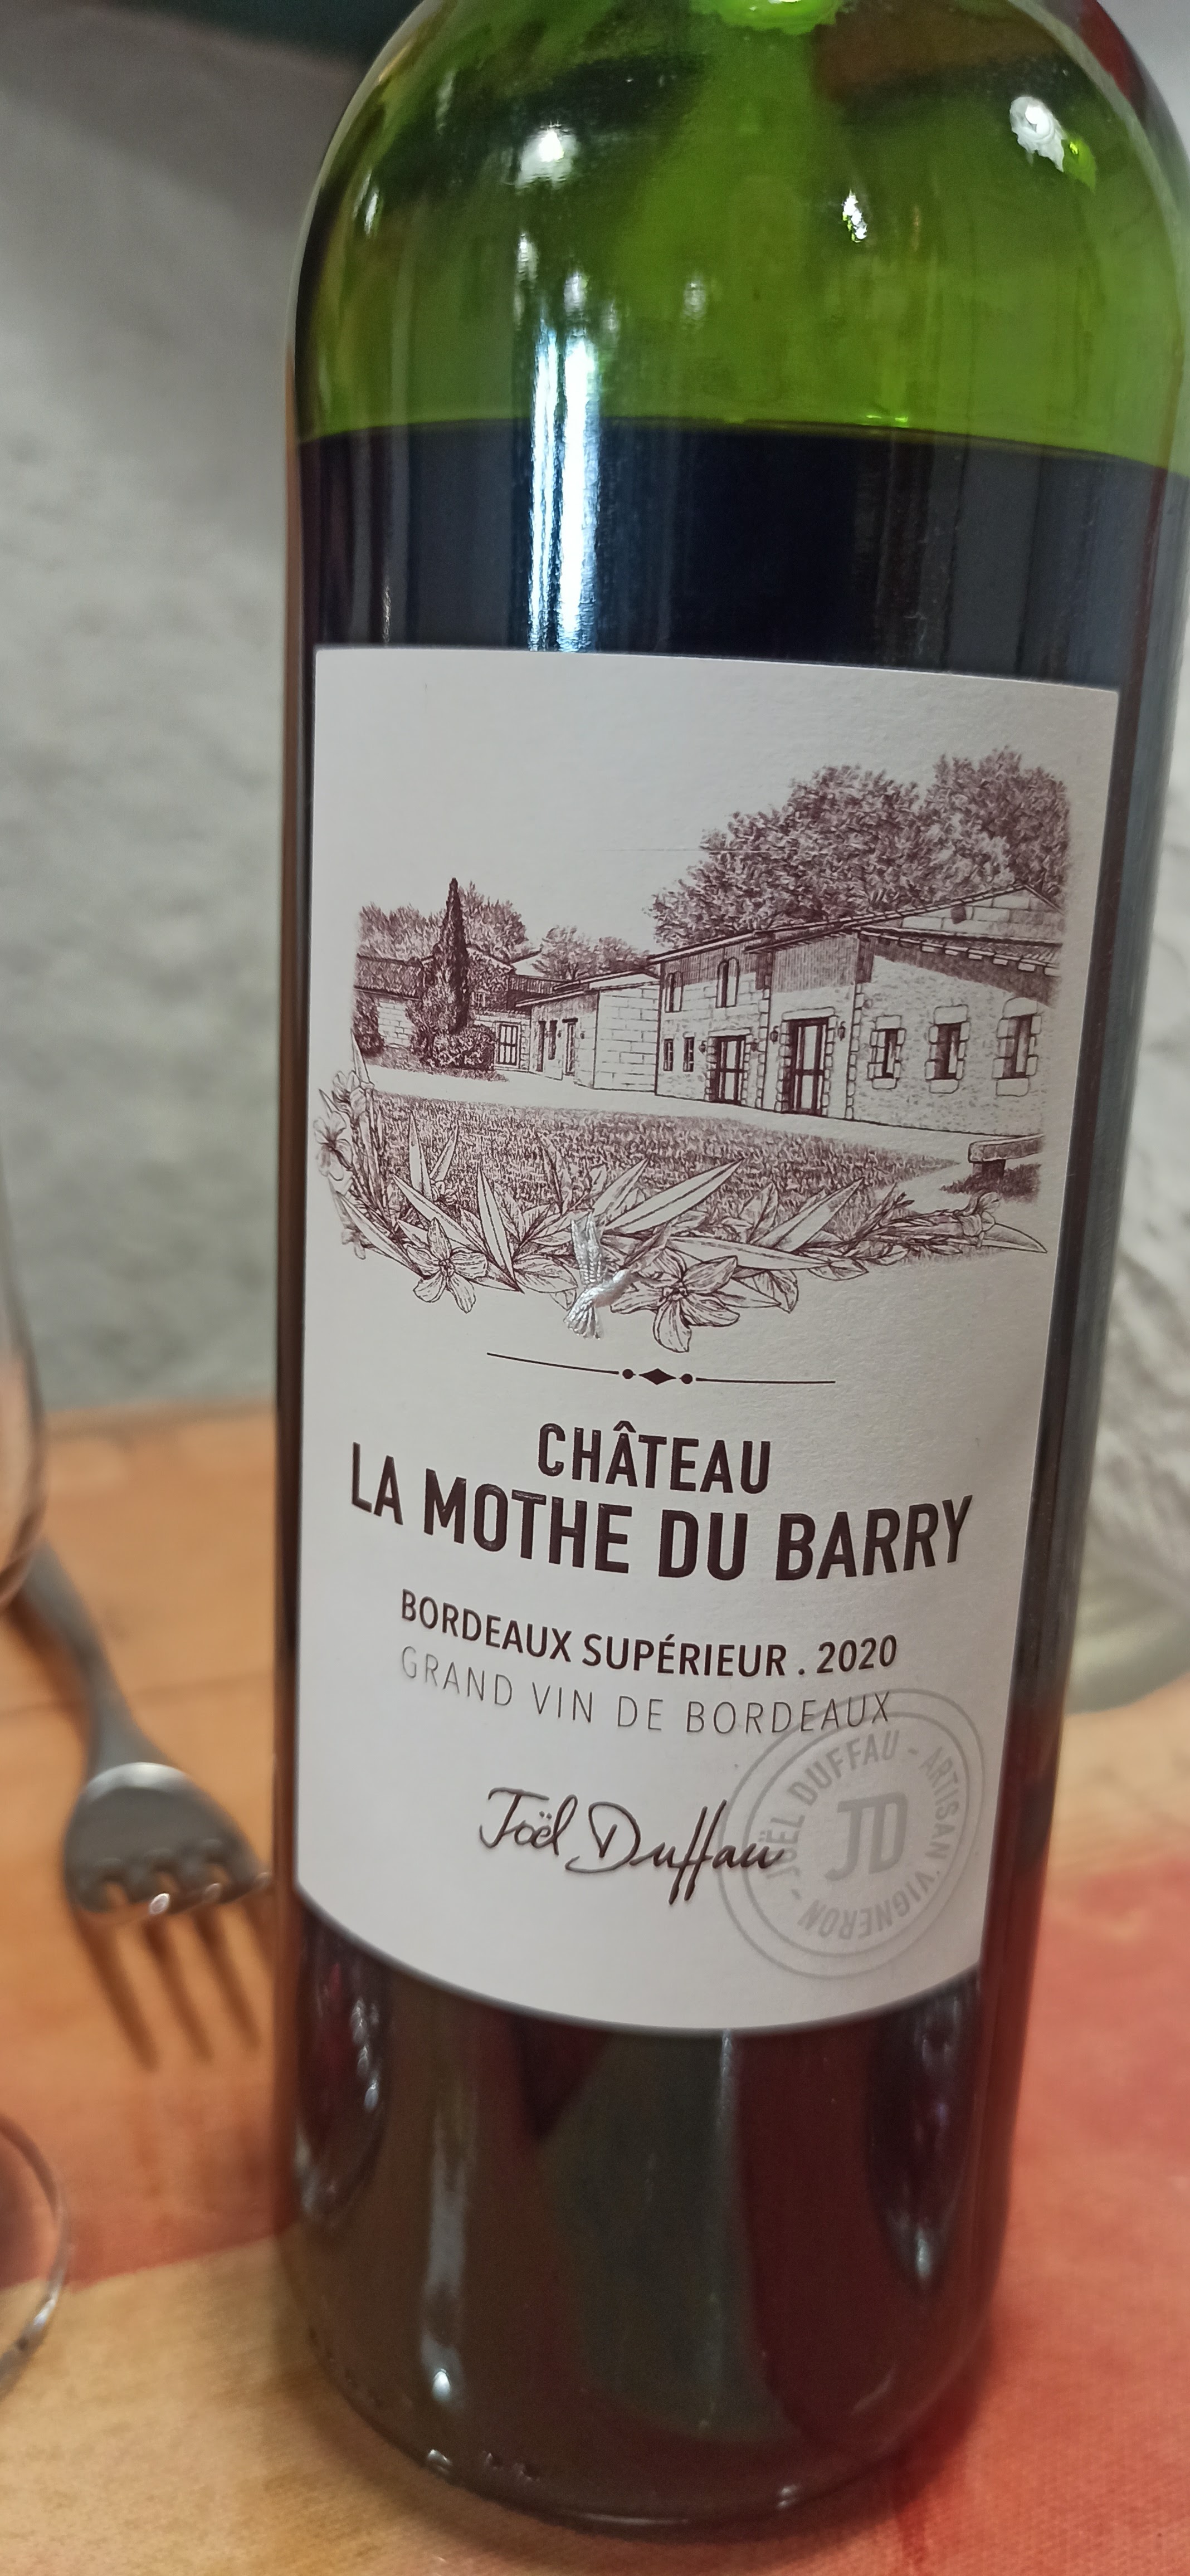 CHÂTEAU
LA MOTHE DU BARRY
BORDEAUX SUPÉRIEUR . 2020
GRAND VIN DE BORDEAUX
Joël Duffau
JOËL DUFFAU - ARTISAN VIGNERON -
JD